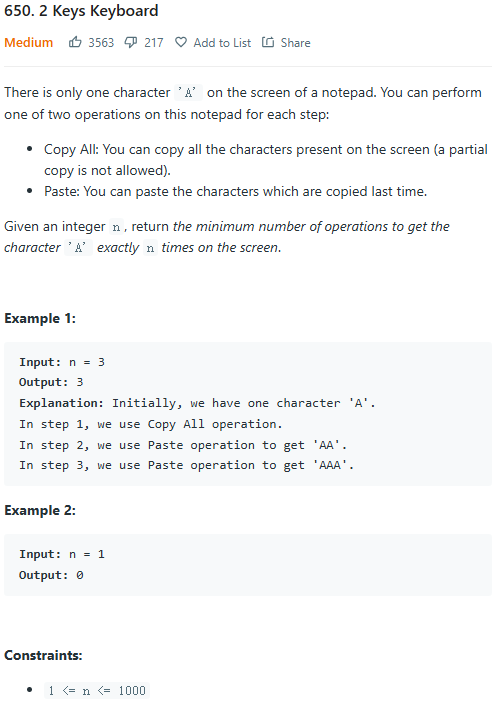 650. 2 Keys Keyboard
Medium 3563 217 Add to List Share
There is only one character 'A' on the screen of a notepad. You can perform
one of two operations on this notepad for each step:
• Copy All: You can copy all the characters present on the screen (a partial
copy is not allowed).
• Paste: You can paste the characters which are copied last time.
Given an integer n, return the minimum number of operations to get the
character 'A' exactly n times on the screen.
Example 1:
Input: n = 3
Output: 3
Explanation: Initially, we have one character 'A'.
In step 1, we use Copy All operation.
In step 2, we use Paste operation to get 'AA'.
In step 3, we use Paste operation to get 'AAA'.
Example 2:
Input: n = 1
Output: 0
Constraints:
• 1 <= n <= 1000